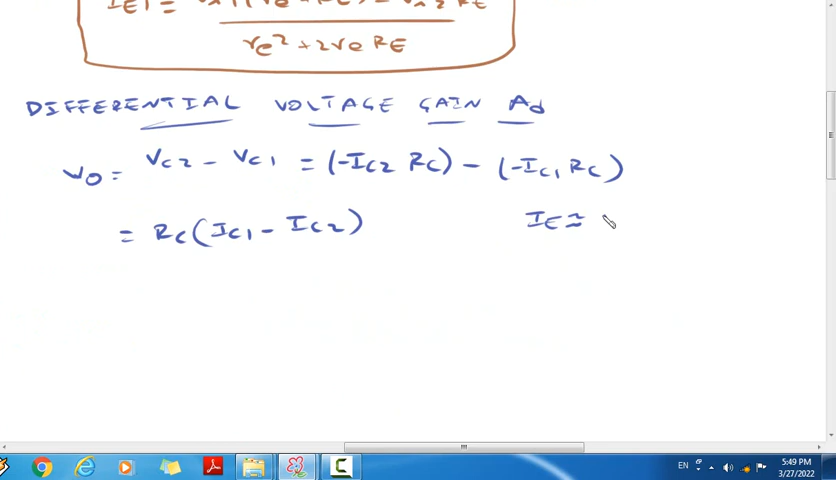 re² + 2re RE
DIFFERENTIAL VOLTAGE GAIN Ad
Vo = VC2 - VC1 = (-IC2 RC) - (-IC1 RC)
= RC (IC1 - IC2) IE ≈
EN
5:49 PM
3/27/2022